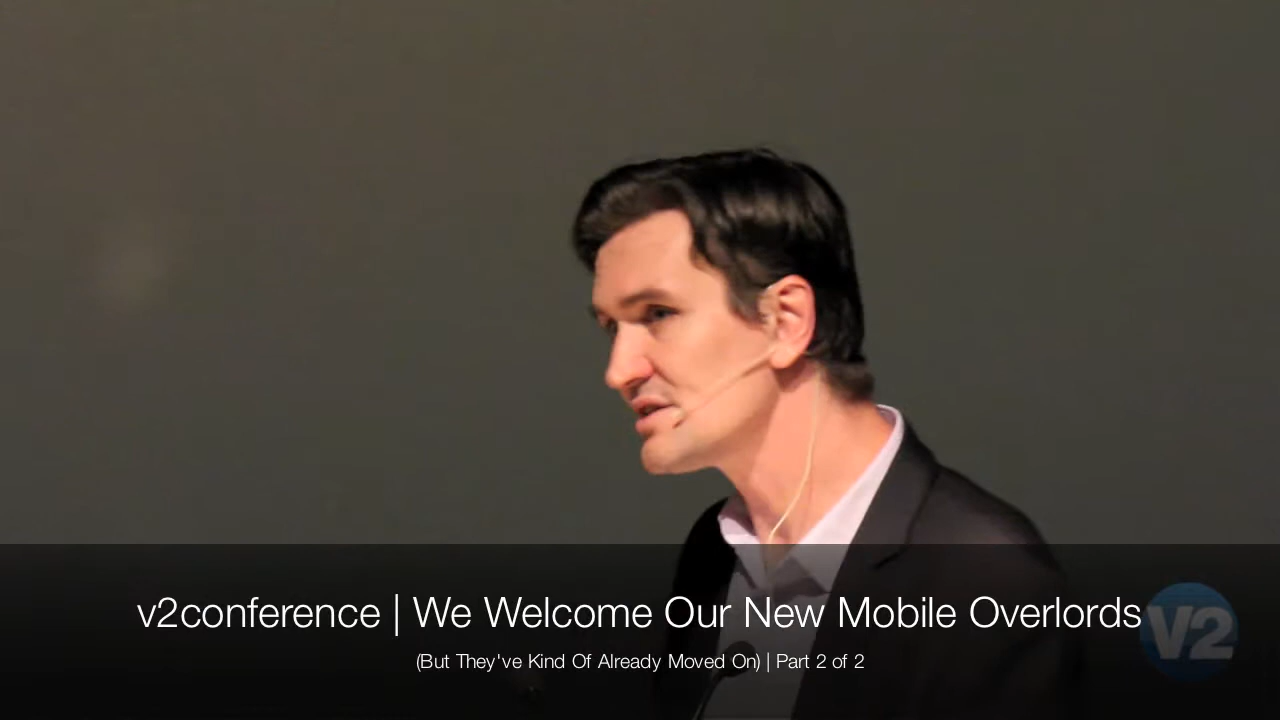 v2conference | We Welcome Our New Mobile Overlords
V2
(But They've Kind Of Already Moved On) | Part 2 of 2